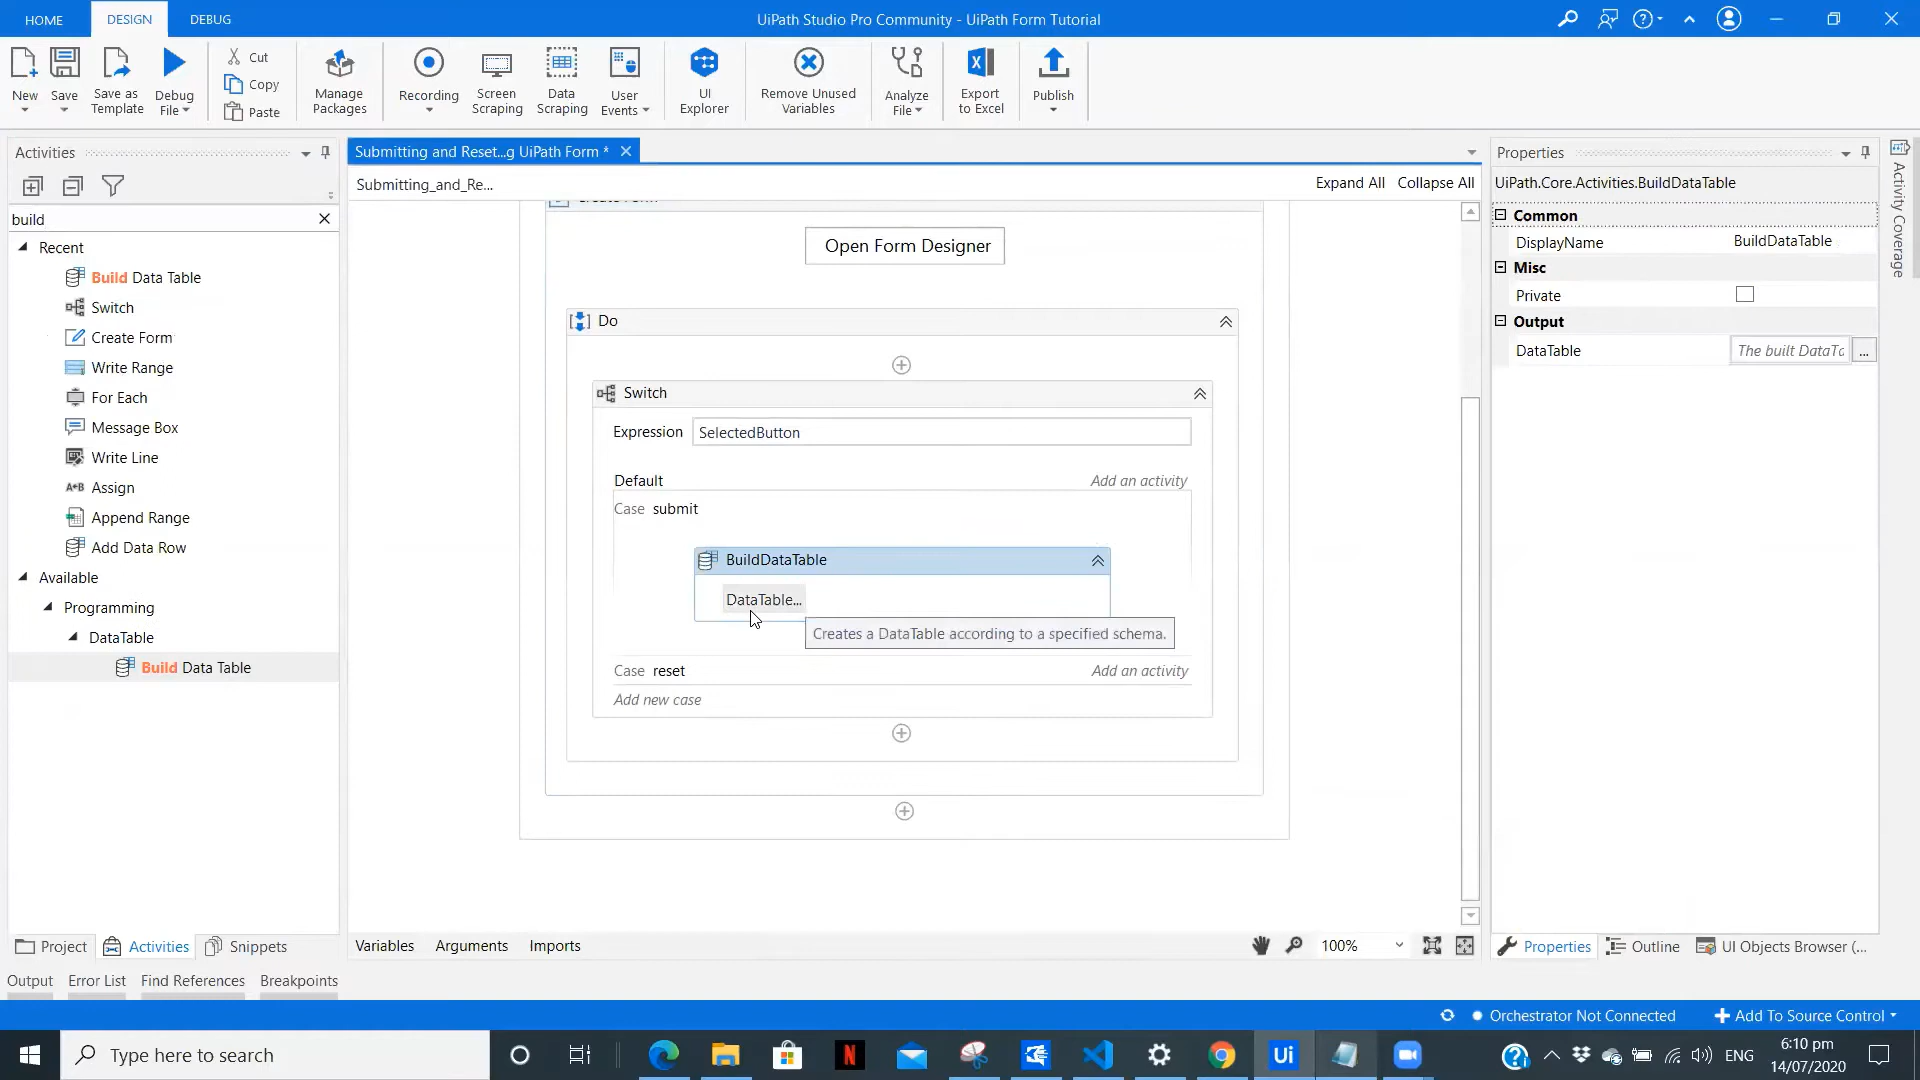 HOME
DESIGN
DEBUG
UiPath Studio Pro Community - UiPath Form Tutorial
New
Save
Save as Template
Debug File
Cut
Copy
Paste
Manage Packages
Recording
Screen Scraping
Data Scraping
User Events
UI Explorer
Remove Unused Variables
Analyze File
Export to Excel
Publish
Activities
build
Recent
Build Data Table
Switch
Create Form
Write Range
For Each
Message Box
Write Line
Assign
Append Range
Add Data Row
Available
Programming
DataTable
Build Data Table
Project
Activities
Snippets
Submitting and Reset...g UiPath Form *
Submitting_and_Re...
Expand All
Collapse All
Open Form Designer
Do
Switch
Expression
SelectedButton
Default
Add an activity
Case submit
BuildDataTable
DataTable...
Creates a DataTable according to a specified schema.
Case reset
Add an activity
Add new case
Variables
Arguments
Imports
100%
Properties
UiPath.Core.Activities.BuildDataTable
Common
DisplayName
BuildDataTable
Misc
Private
Output
DataTable
The built DataTa
...
Activity Coverage
Properties
Outline
UI Objects Browser (...
Output
Error List
Find References
Breakpoints
Orchestrator Not Connected
Add To Source Control
Type here to search
N
Ui
ENG
6:10 pm
14/07/2020